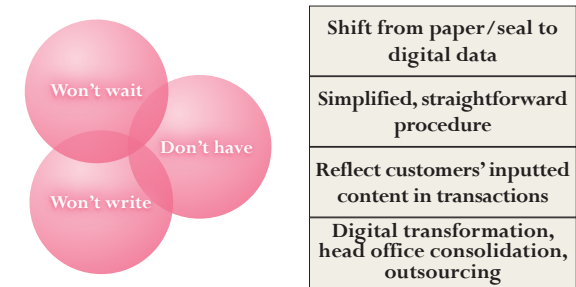 Won’t wait
Don’t have
Won’t write
Shift from paper/seal to
digital data
Simplified, straightforward
procedure
Reflect customers’ inputted
content in transactions
Digital transformation,
head office consolidation,
outsourcing